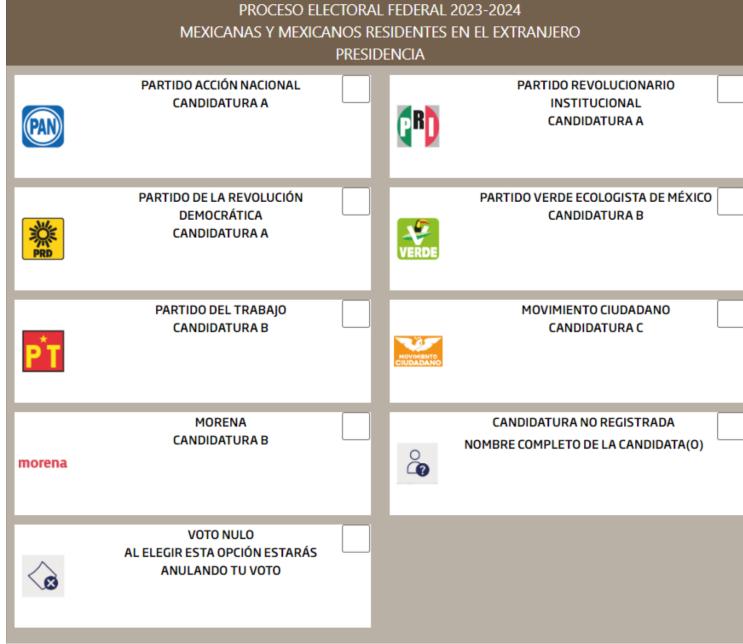 PROCESO ELECTORAL FEDERAL 2023-2024
MEXICANAS Y MEXICANOS RESIDENTES EN EL EXTRANJERO
PRESIDENCIA
PARTIDO ACCIÓN NACIONAL
CANDIDATURA A
PAN
PARTIDO REVOLUCIONARIO
INSTITUCIONAL
CANDIDATURA A
PRI
PARTIDO DE LA REVOLUCIÓN
DEMOCRÁTICA
CANDIDATURA A
PRD
PARTIDO VERDE ECOLOGISTA DE MÉXICO
CANDIDATURA B
VERDE
PARTIDO DEL TRABAJO
CANDIDATURA B
PT
MOVIMIENTO CIUDADANO
CANDIDATURA C
MOVIMIENTO
CIUDADANO
MORENA
CANDIDATURA B
morena
CANDIDATURA NO REGISTRADA
NOMBRE COMPLETO DE LA CANDIDATA(O)
VOTO NULO
AL ELEGIR ESTA OPCIÓN ESTARÁS
ANULANDO TU VOTO